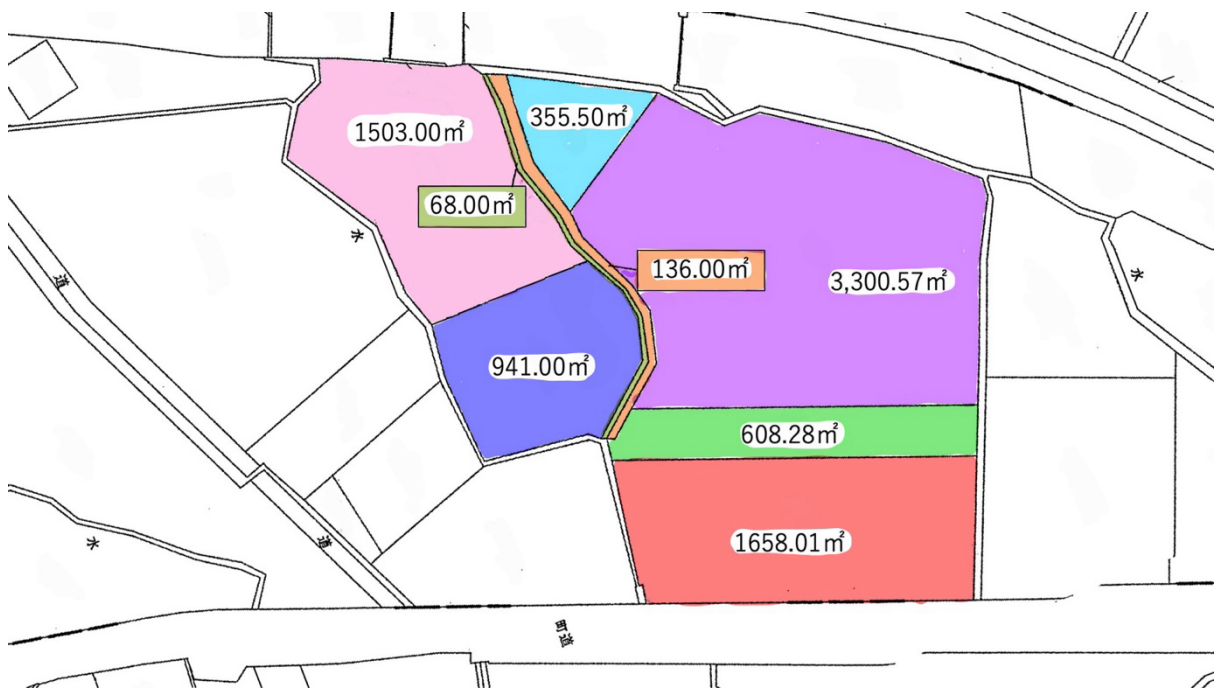 355.50㎡
1503.00㎡
68.00㎡
水
136.00㎡
3,300.57㎡
水
道
941.00㎡
608.28㎡
水
道
1658.01㎡
町道